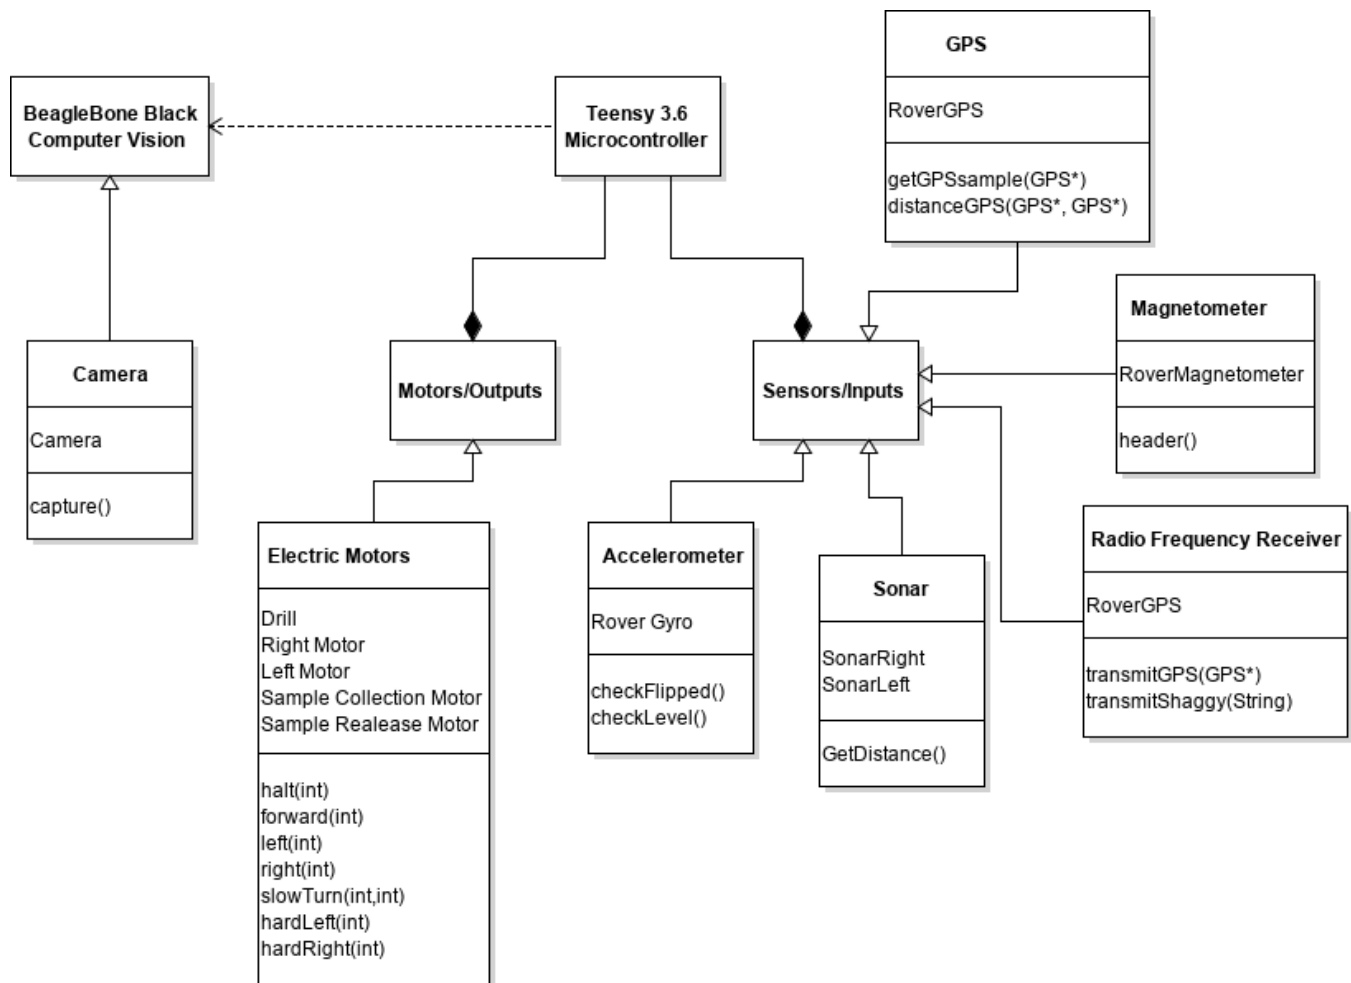 GPS
RoverGPS
getGPSsample(GPS*)
distanceGPS(GPS*, GPS*)
BeagleBone Black
Computer Vision
Teensy 3.6
Microcontroller
Magnetometer
RoverMagnetometer
header()
Camera
Camera
capture()
Motors/Outputs
Sensors/Inputs
Electric Motors
Drill
Right Motor
Left Motor
Sample Collection Motor
Sample Realease Motor
halt(int)
forward(int)
left(int)
right(int)
slowTurn(int,int)
hardLeft(int)
hardRight(int)
Accelerometer
Rover Gyro
checkFlipped()
checkLevel()
Sonar
SonarRight
SonarLeft
GetDistance()
Radio Frequency Receiver
RoverGPS
transmitGPS(GPS*)
transmitShaggy(String)